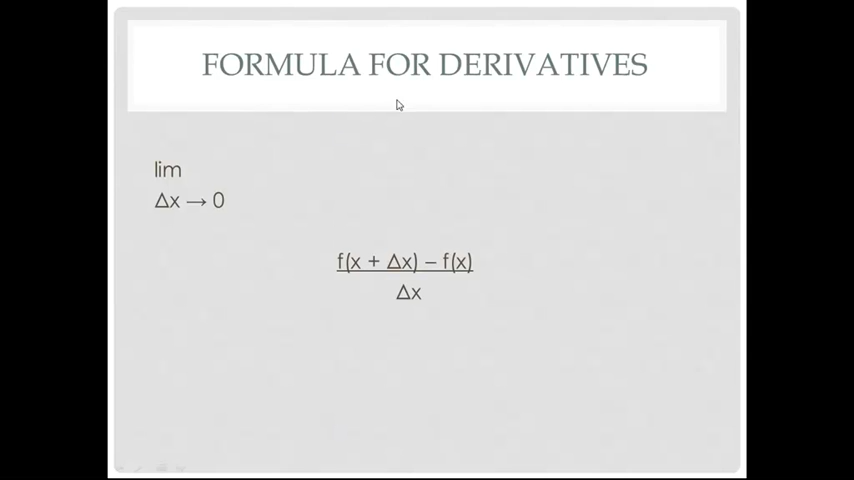 FORMULA FOR DERIVATIVES
lim
Δx → 0
f(x + Δx) – f(x)
Δx